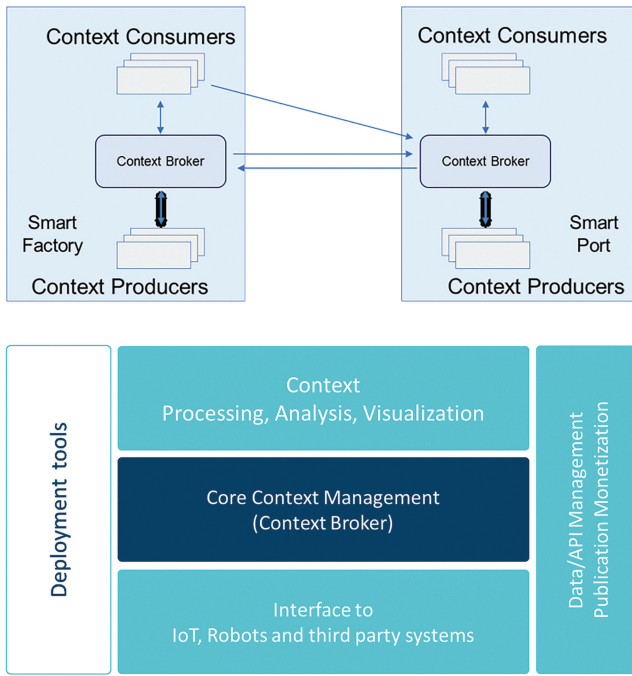 Context Consumers
Context Broker
Smart
Factory
Context Producers
Context Consumers
Context Broker
Smart
Port
Context Producers
Deployment tools
Context
Processing, Analysis, Visualization
Core Context Management
(Context Broker)
Interface to
IoT, Robots and third party systems
Data/API Management
Publication Monetization